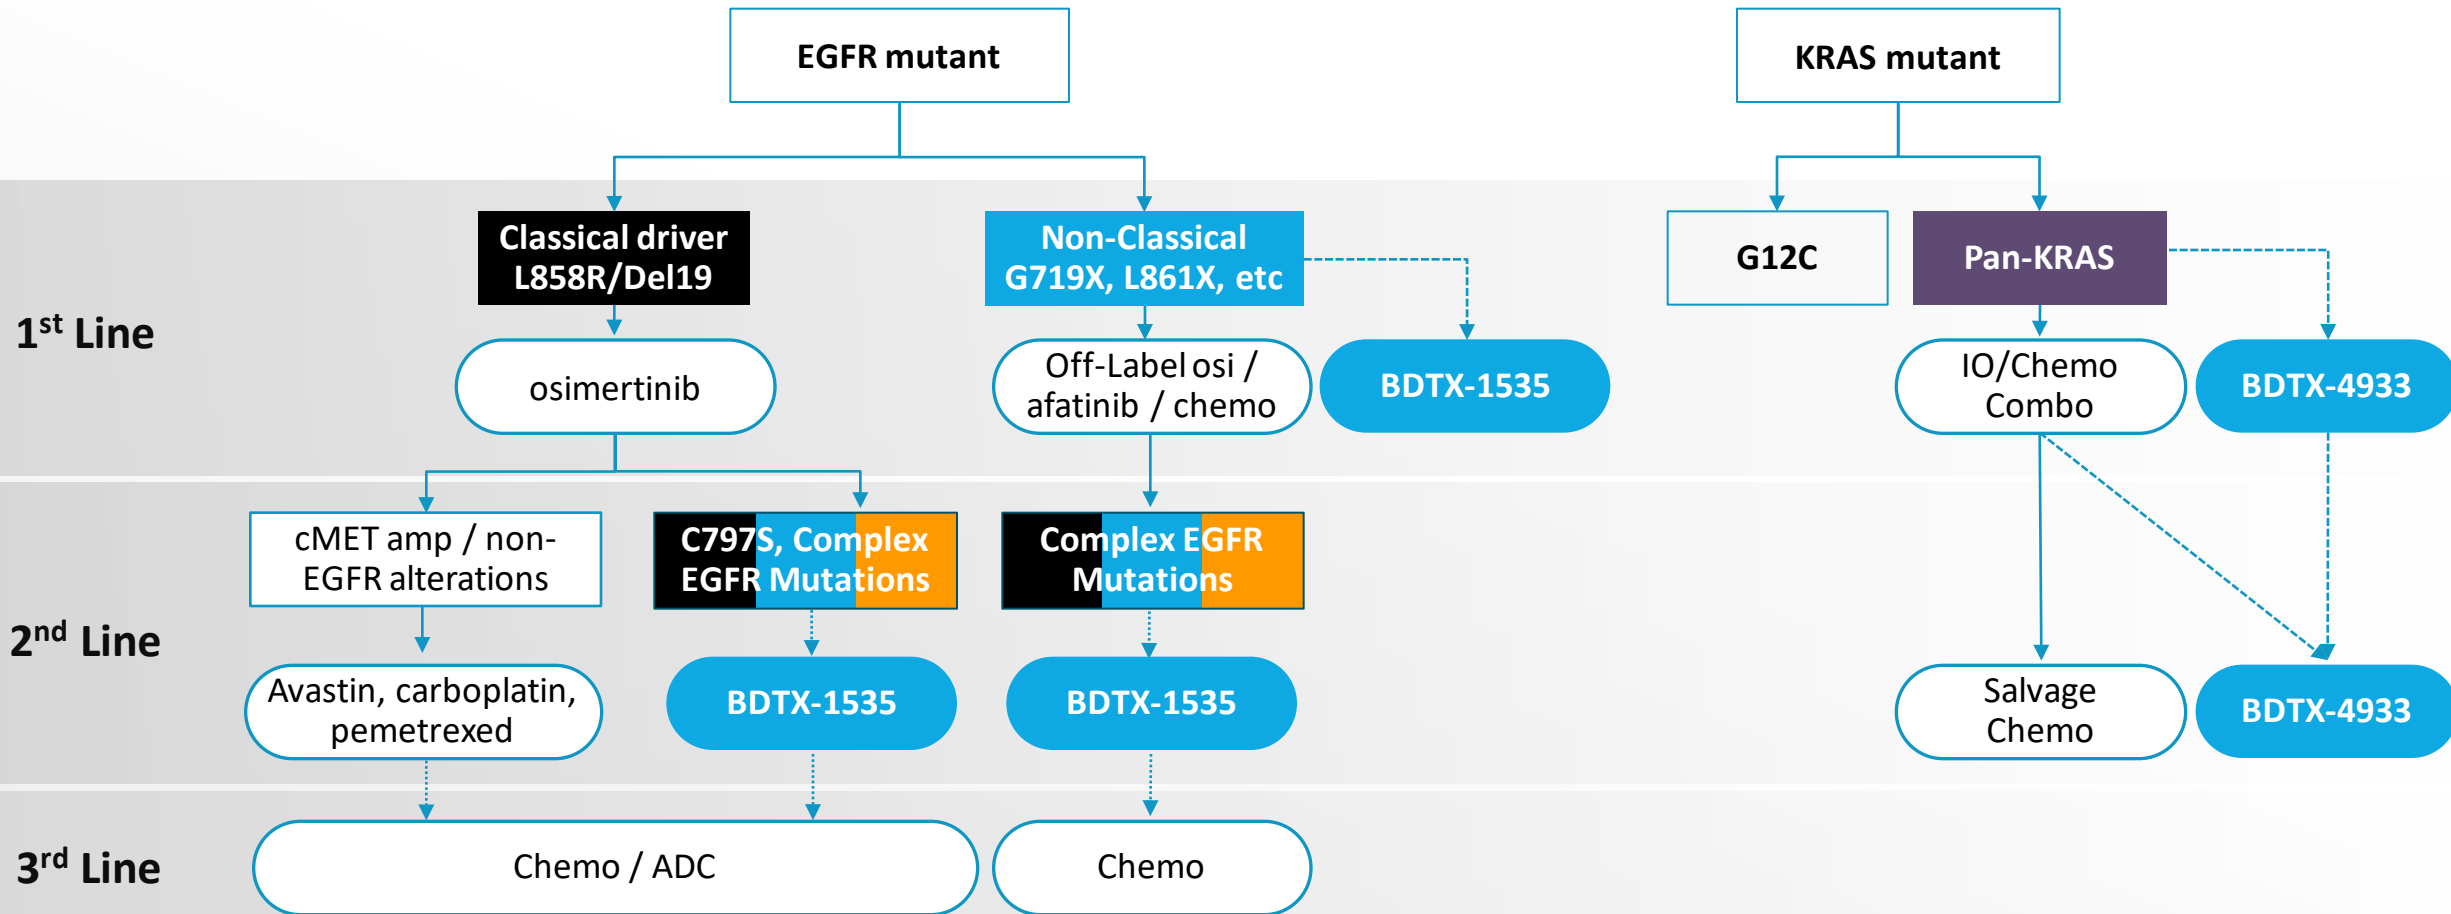 EGFR mutant
KRAS mutant
1st Line
Classical driver
L858R/Del19
Non-Classical
G719X, L861X, etc
G12C
Pan-KRAS
osimertinib
Off-Label osi /
afatinib / chemo
BDTX-1535
IO/Chemo
Combo
BDTX-4933
2nd Line
cMET amp / non-
EGFR alterations
C797S, Complex
EGFR Mutations
Complex EGFR
Mutations
Avastin, carboplatin,
pemetrexed
BDTX-1535
BDTX-1535
Salvage
Chemo
BDTX-4933
3rd Line
Chemo / ADC
Chemo